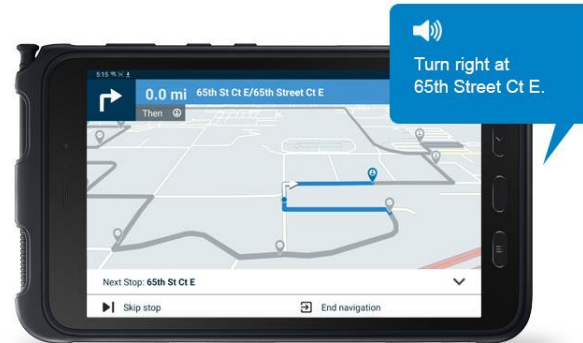 Turn right at
65th Street Ct E.
5:15
0.0 mi 65th St Ct E/65th Street Ct E
Then
Next Stop: 65th St Ct E
Skip stop End navigation